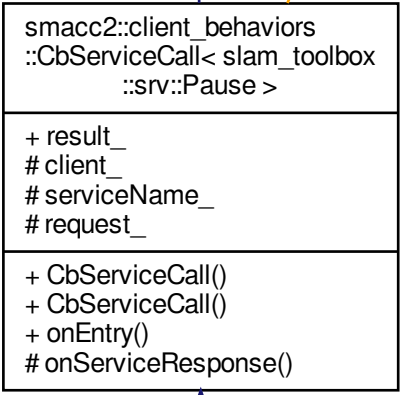 smacc2::client_behaviors
::CbServiceCall< slam_toolbox
::srv::Pause >
+ result_
# client_
# serviceName_
# request_
+ CbServiceCall()
+ CbServiceCall()
+ onEntry()
# onServiceResponse()